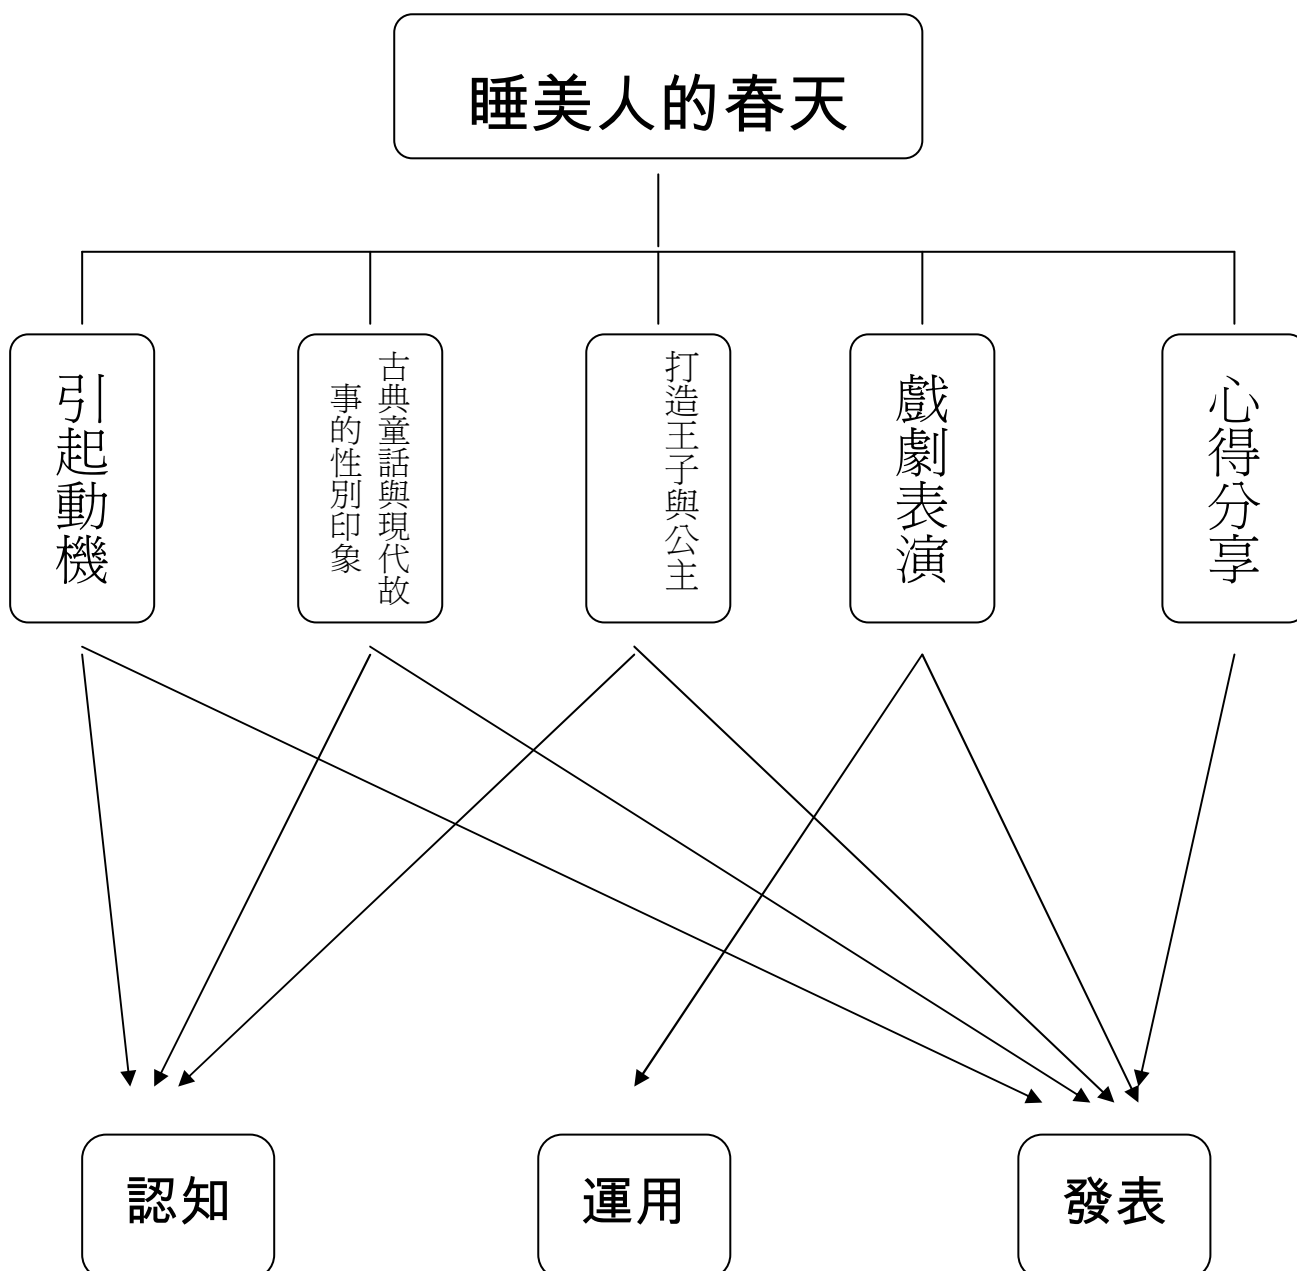 睡美人的春天
引起動機
古典童話與現代故
事的性別印象
打造王子與公主
戲劇表演
心得分享
認知
運用
發表